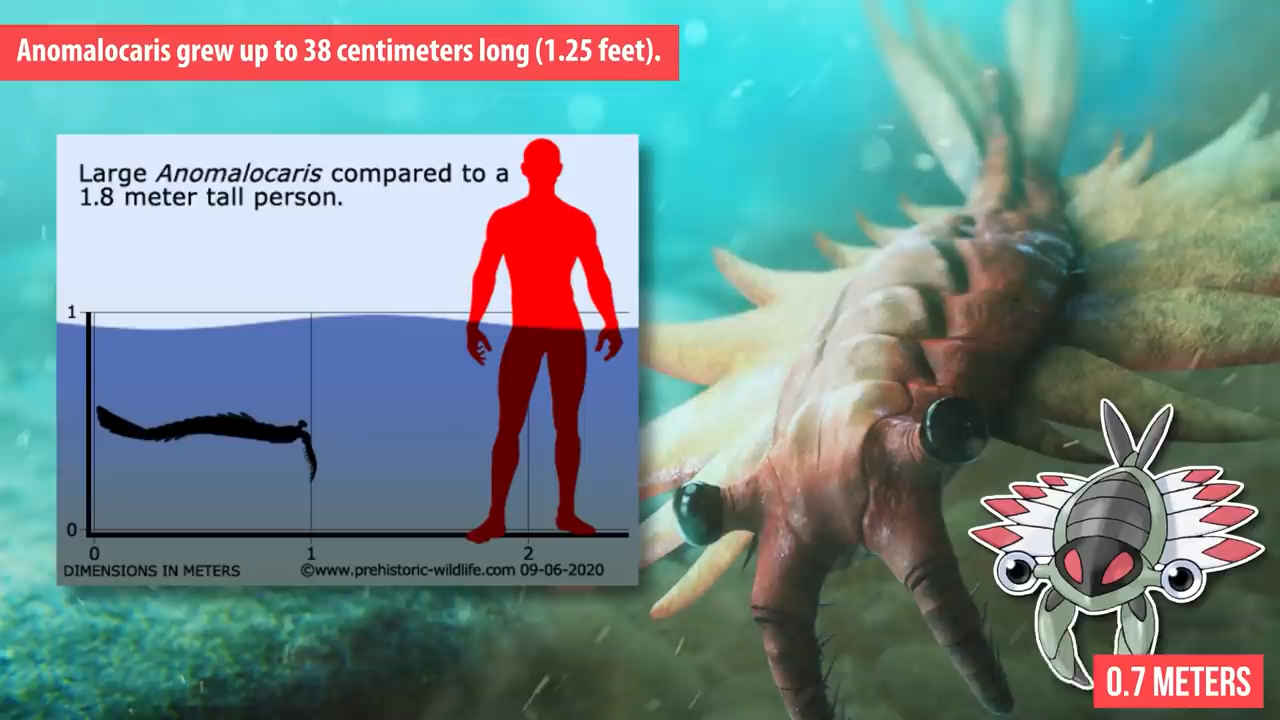 Anomalocaris grew up to 38 centimeters long (1.25 feet).
Large Anomalocaris compared to a
1.8 meter tall person.
1
0
0 1 2
DIMENSIONS IN METERS ©www.prehistoric-wildlife.com 09-06-2020
0.7 METERS